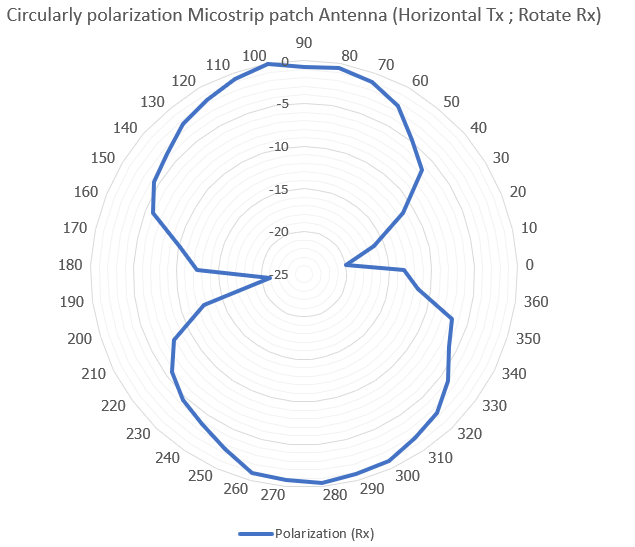 Circularly polarization Micostrip patch Antenna (Horizontal Tx ; Rotate Rx)
90
100 0 80
110 70
120 60
130 -5 50
140 40
150 -10 30
160 -15 20
170 -20 10
180 -25 0
190 360
200 350
210 340
220 330
230 320
240 310
250 300
260 290
270 280
Polarization (Rx)